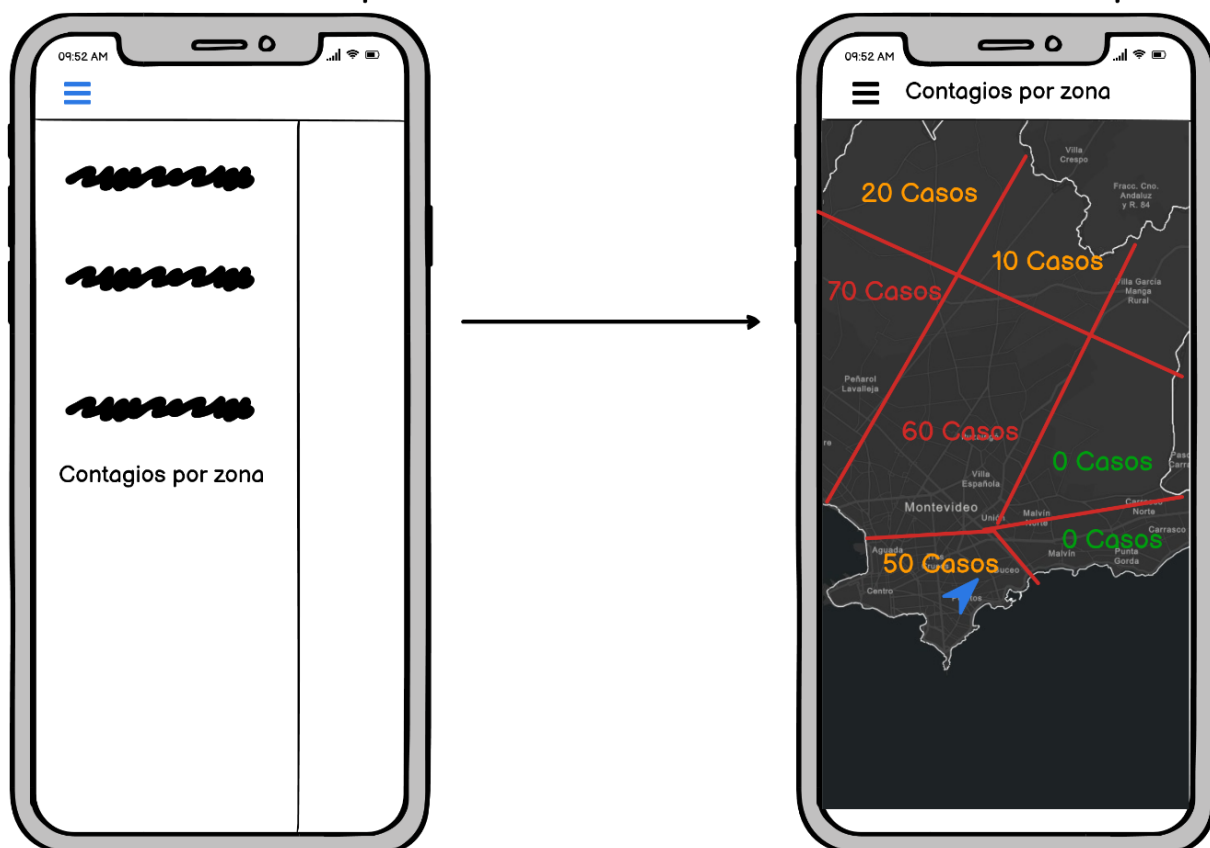 09:52 AM
Contagios por zona
09:52 AM
Contagios por zona
Villa
Crespo
Fracc. Cno.
Andaluz
y R. 84
20 Casos
10 Casos
70 Casos
Villa García
Manga
Rural
Peñarol
Lavalleja
60 Casos
0 Casos
Villa
Española
Montevideo
Unión
Malvín
Norte
Carrasco
Norte
Carrasco
0 Casos
Aguada
Malvín
Punta
Gorda
50 Casos
Buceo
Centro